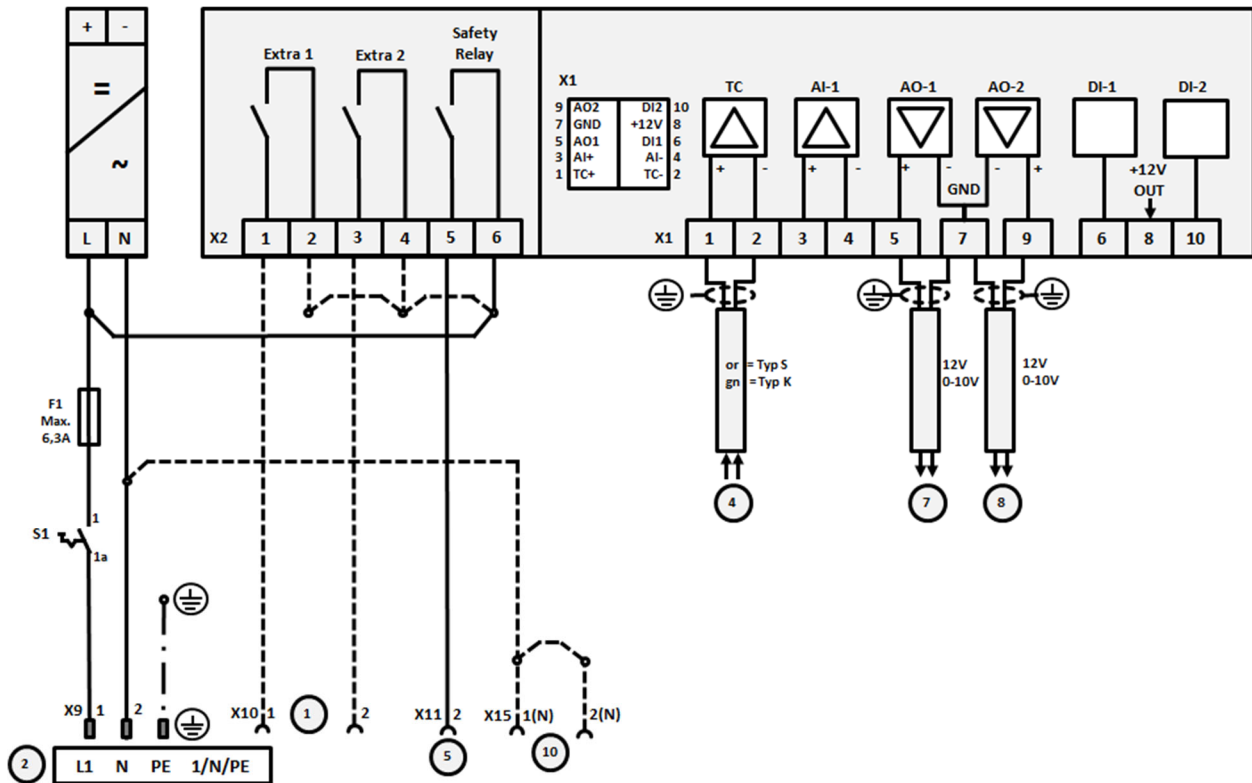 + -
=
~
L N
Extra 1 Extra 2
Safety
Relay
X2 1 2 3 4 5 6
X1
9 AO2 DI2 10
7 GND +12V 8
5 AO1 DI1 6
3 AI+ AI- 4
1 TC+ TC- 2
TC AI-1 AO-1 AO-2 DI-1 DI-2
+ - + - + - - +
GND
+12V
OUT
X1 1 2 3 4 5 7 9 6 8 10
or = Typ S
gn = Typ K
12V
0-10V
12V
0-10V
4 7 8
F1
Max.
6,3A
1
S1
1a
X9 1 2
X10 1 1 2
X11 2
X15 1(N) 2(N)
5 10
2 L1 N PE 1/N/PE